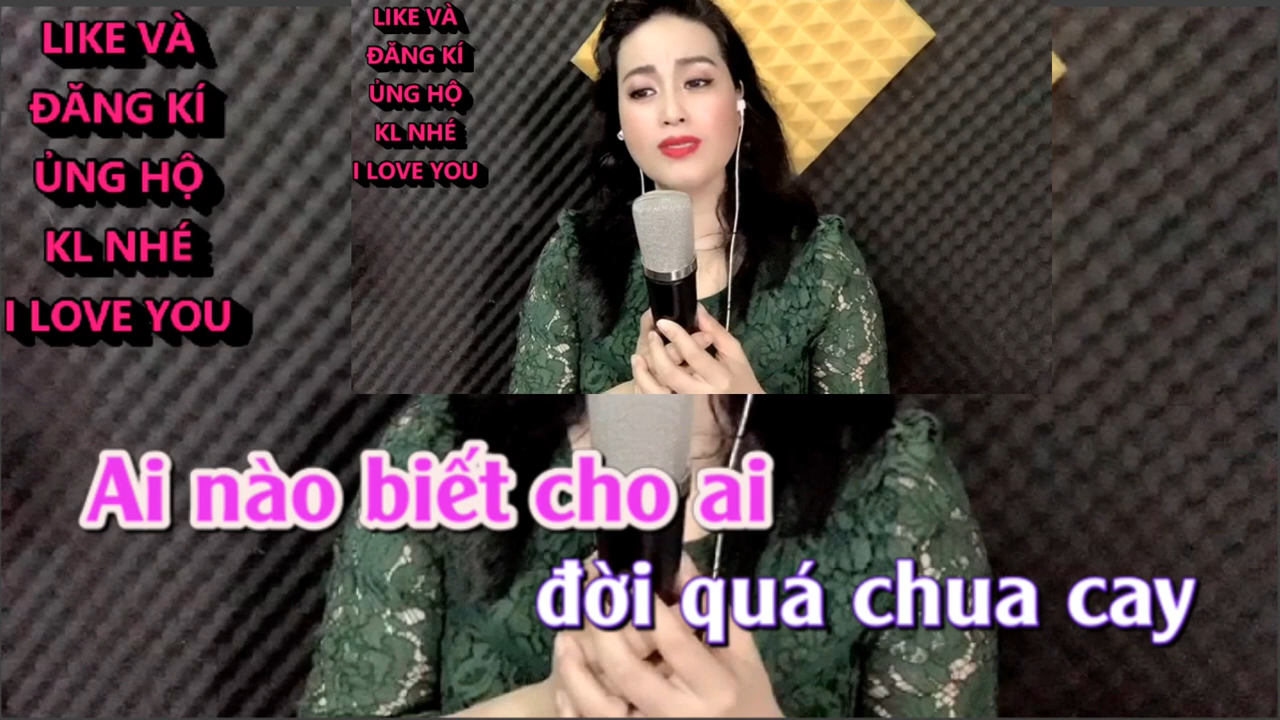 LIKE VÀ
ĐĂNG KÍ
ỦNG HỘ
KL NHÉ
I LOVE YOU
LIKE VÀ
ĐĂNG KÍ
ỦNG HỘ
KL NHÉ
I LOVE YOU
Ai nào biết cho ai
đời quá chua cay